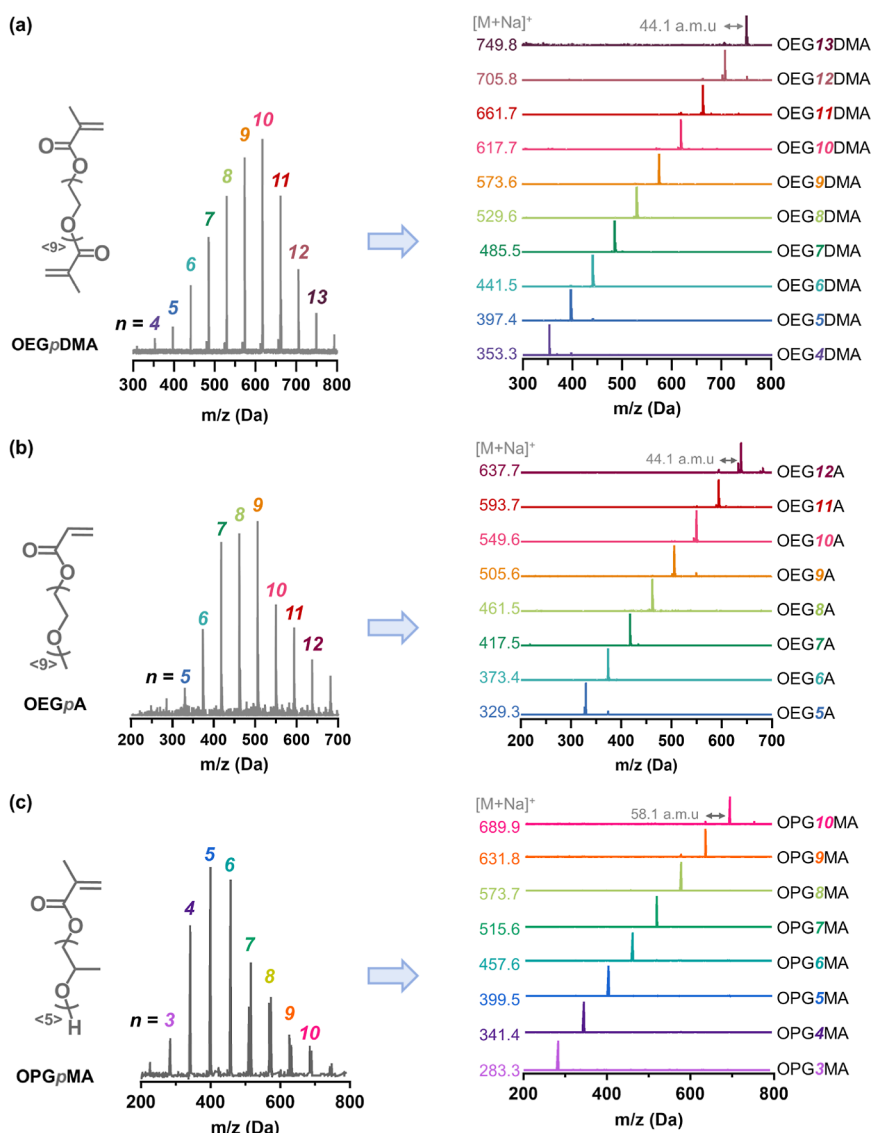 (a)
[M+Na]+
44.1 a.m.u
749.8 OEG13DMA
705.8 OEG12DMA
661.7 OEG11DMA
617.7 OEG10DMA
573.6 OEG9DMA
529.6 OEG8DMA
485.5 OEG7DMA
441.5 OEG6DMA
397.4 OEG5DMA
353.3 OEG4DMA
300 400 500 600 700 800
m/z (Da)
O
O
O
<9>
O
OEGpDMA
n = 4 5 6 7 8 9 10 11 12 13
300 400 500 600 700 800
m/z (Da)
(b)
[M+Na]+
44.1 a.m.u
637.7 OEG12A
593.7 OEG11A
549.6 OEG10A
505.6 OEG9A
461.5 OEG8A
417.5 OEG7A
373.4 OEG6A
329.3 OEG5A
200 300 400 500 600 700
m/z (Da)
O
O
O
<9>
OEGpA
n = 5 6 7 8 9 10 11 12
200 300 400 500 600 700
m/z (Da)
(c)
[M+Na]+
58.1 a.m.u
689.9 OPG10MA
631.8 OPG9MA
573.7 OPG8MA
515.6 OPG7MA
457.6 OPG6MA
399.5 OPG5MA
341.4 OPG4MA
283.3 OPG3MA
200 400 600 800
m/z (Da)
O
O
O
<5> H
OPGpMA
n = 3 4 5 6 7 8 9 10
200 400 600 800
m/z (Da)